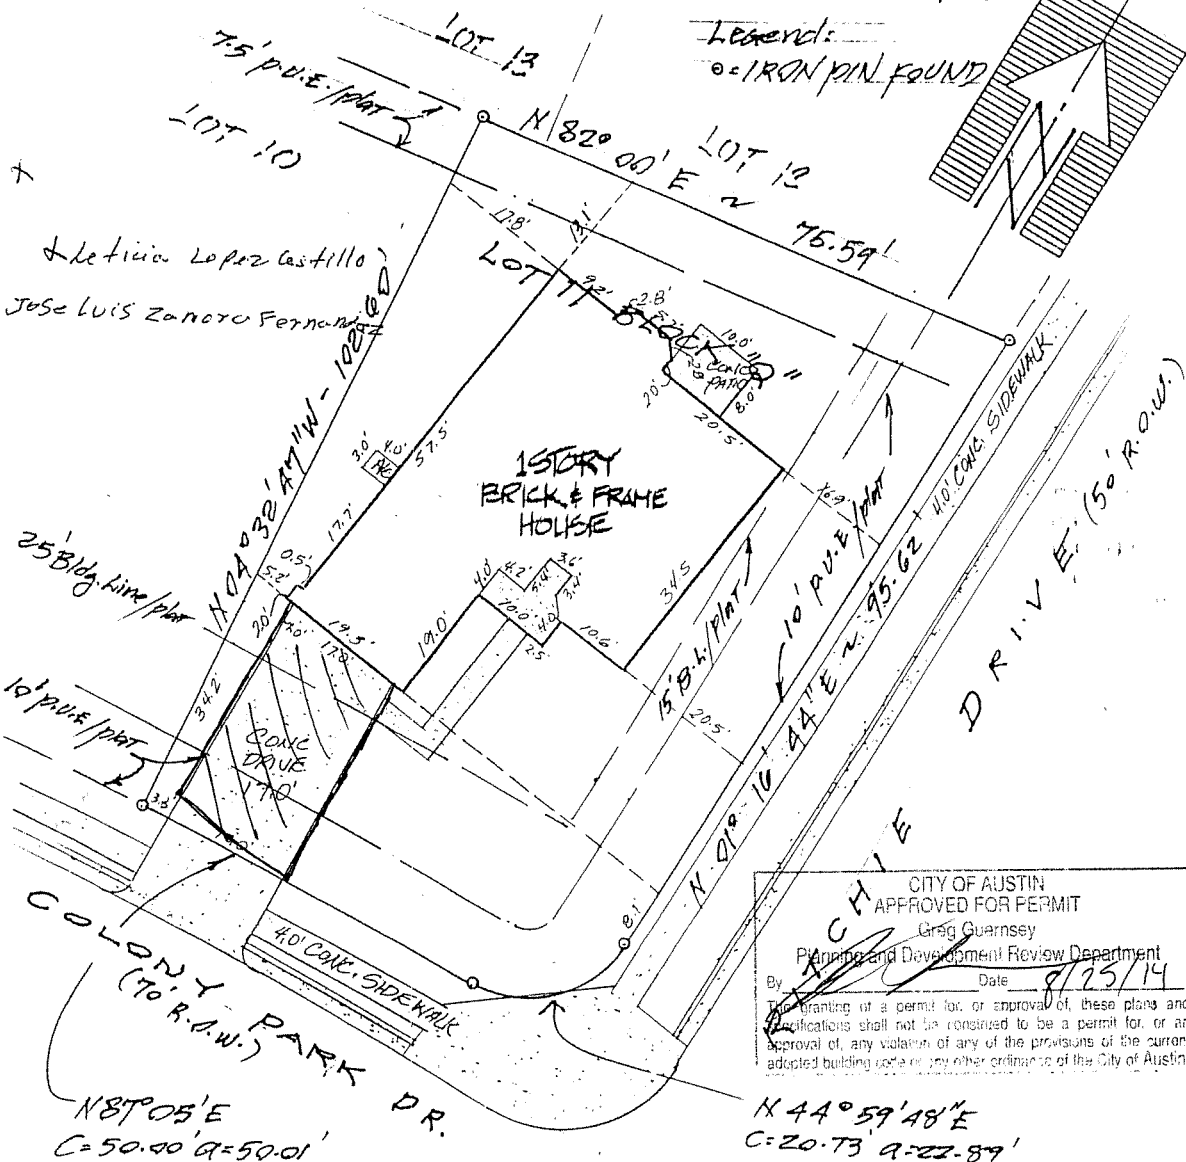 Legend:
⊙=IRON PIN FOUND
LOT 13
7.5' P.U.E./plat
LOT 10
N 82° 00' E ~ 75.59'
LOT 12
N
Leticia Lopez Castillo
Jose Luis Zamora Fernandez
17.8'
13.1'
LOT 11 BLOCK
9.2'
52.8'
10.0'
CONC
PATIO
8.0'
20'
20.5'
3.0'
4.0'
A/C
57.5'
17.7'
1 STORY
BRICK & FRAME
HOUSE
16.9'
34.5
4.0' CONC. SIDEWALK
RITCHIE DRIVE (50' R.O.W.)
25' Bldg. Line/plat
N 04° 32' 47" W -
0.5'
5.2'
2.0'
19.5'
17.8'
19.0'
4.0'
4.2'
5.4'
3.6'
3.4'
10.0'
4.0'
2.5'
10.6'
15' B.L/PLAT
10' P.U.E/plat
N 01° 16' 44" E ~ 95.62'
20.5'
34.2'
10' P.U.E/plat
CONC
DRIVE
17.0'
3.8'
8.1'
4.0' CONC. SIDEWALK
COLONY PARK DR.
(70' R.O.W.)
N87°05'E
C=50.00' a=50.01'
N 44°59'48"E
C=20.73' a=22.89'
CITY OF AUSTIN
APPROVED FOR PERMIT
Greg Guernsey
Planning and Development Review Department
By Date 8/25/14
The granting of a permit for, or approval of, these plans and
specifications shall not be construed to be a permit for, or an
approval of, any violation of any of the provisions of the current
adopted building code or any other ordinance of the City of Austin